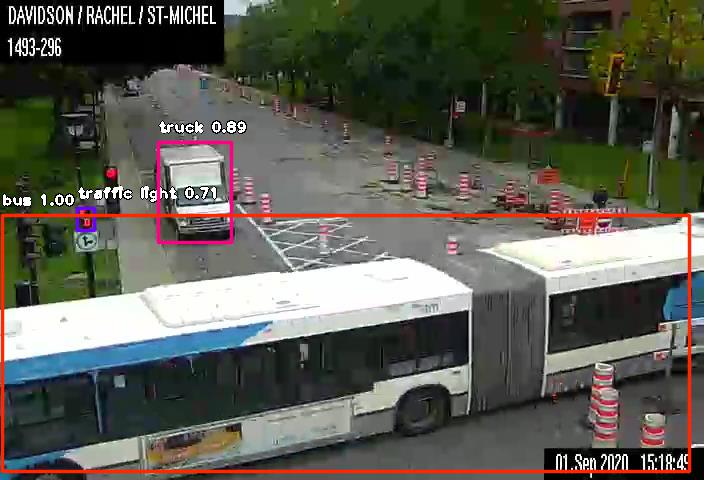 DAVIDSON / RACHEL / ST-MICHEL
1493-296
truck 0.89
traffic light 0.71
bus 1.00
stm
01 Sep 2020 15:18:49